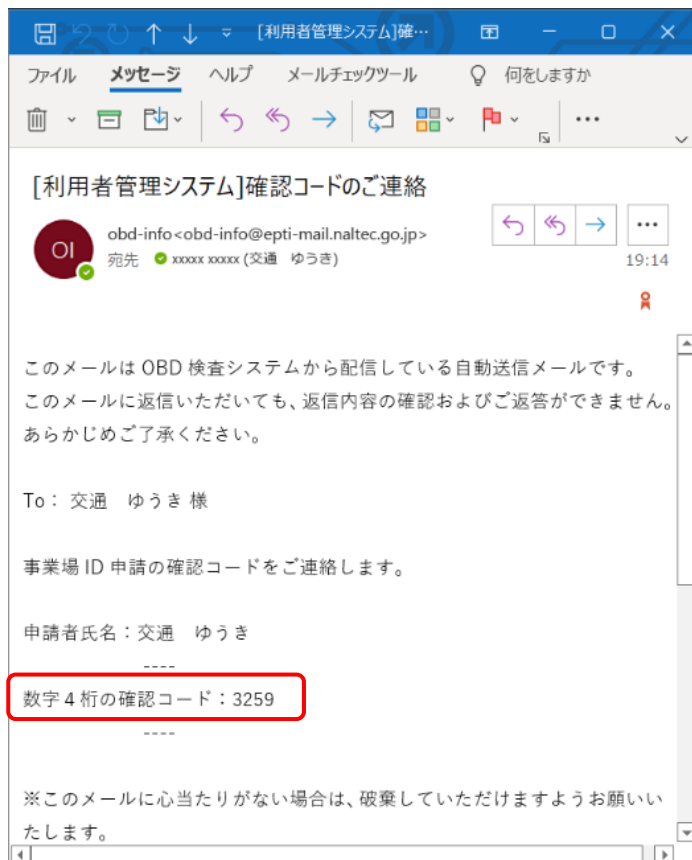 [利用者管理システム]確…
ファイル メッセージ ヘルプ メールチェックツール 何をしますか
[利用者管理システム]確認コードのご連絡
OI
obd-info<obd-info@epti-mail.naltec.go.jp>
宛先 xxxxx xxxxx (交通　ゆうき)
19:14
このメールは OBD 検査システムから配信している自動送信メールです。
このメールに返信いただいても、返信内容の確認およびご返答ができません。
あらかじめご了承ください。
To： 交通　ゆうき 様
事業場 ID 申請の確認コードをご連絡します。
申請者氏名：交通　ゆうき
----
数字 4 桁の確認コード：3259
----
※このメールに心当たりがない場合は、破棄していただけますようお願いい
たします。